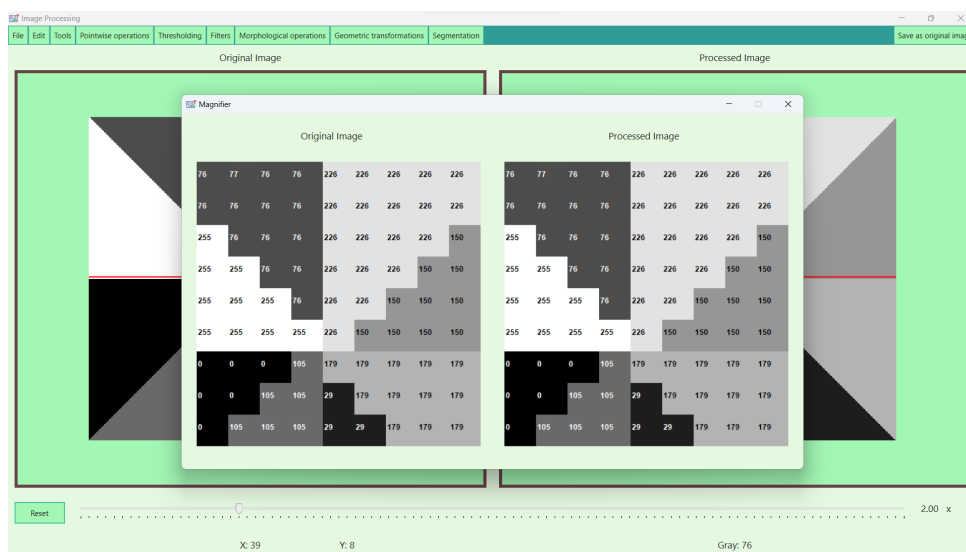 Image Processing
File Edit Tools Pointwise operations Thresholding Filters Morphological operations Geometric transformations Segmentation Save as original imag
Original Image Processed Image
Magnifier
Original Image Processed Image
76 77 76 76 226 226 226 226 226 76 77 76 76 226 226 226 226 226
76 76 76 76 226 226 226 226 226 76 76 76 76 226 226 226 226 226
255 76 76 76 226 226 226 226 150 255 76 76 76 226 226 226 226 150
255 255 76 76 226 226 226 150 150 255 255 76 76 226 226 226 150 150
255 255 255 76 226 226 150 150 150 255 255 255 76 226 226 150 150 150
255 255 255 255 226 150 150 150 150 255 255 255 255 226 150 150 150 150
0 0 0 105 179 179 179 179 179 0 0 0 105 179 179 179 179 179
0 0 105 105 29 179 179 179 179 0 0 105 105 29 179 179 179 179
0 105 105 105 29 29 179 179 179 0 105 105 105 29 29 179 179 179
Reset 2.00 x
X: 39 Y: 8 Gray: 76